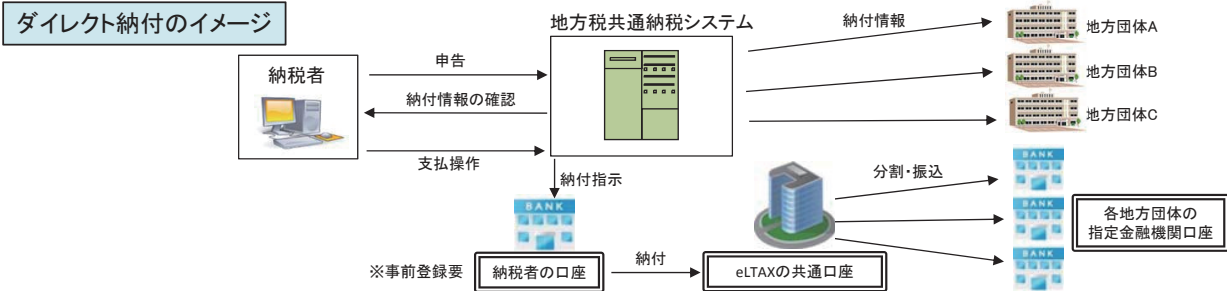 ダイレクト納付のイメージ
地方税共通納税システム
納付情報
地方団体A
納税者
申告
地方団体B
納付情報の確認
地方団体C
支払操作
納付指示
分割・振込
BANK
BANK
BANK
BANK
各地方団体の
指定金融機関口座
※事前登録要
納税者の口座
納付
eLTAXの共通口座